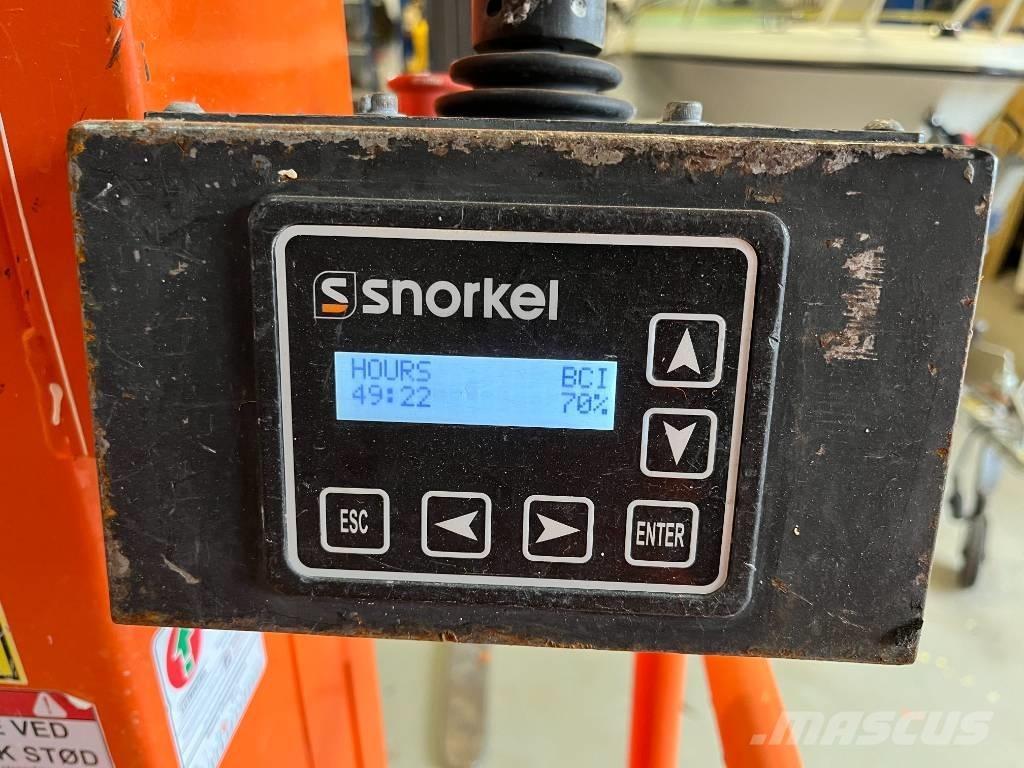 snorkel
HOURS BCI
49:22 70%
ESC
ENTER
VED
STØD
MASCUS